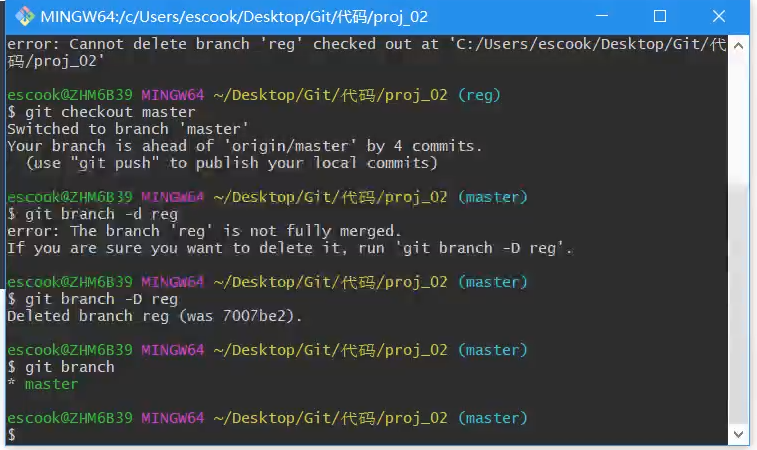 MINGW64:/c/Users/escook/Desktop/Git/代码/proj_02
error: Cannot delete branch 'reg' checked out at 'C:/Users/escook/Desktop/Git/代
码/proj_02'
escook@ZHM6B39 MINGW64 ~/Desktop/Git/代码/proj_02 (reg)
$ git checkout master
Switched to branch 'master'
Your branch is ahead of 'origin/master' by 4 commits.
(use "git push" to publish your local commits)
escook@ZHM6B39 MINGW64 ~/Desktop/Git/代码/proj_02 (master)
$ git branch -d reg
error: The branch 'reg' is not fully merged.
If you are sure you want to delete it, run 'git branch -D reg'.
escook@ZHM6B39 MINGW64 ~/Desktop/Git/代码/proj_02 (master)
$ git branch -D reg
Deleted branch reg (was 7007be2).
escook@ZHM6B39 MINGW64 ~/Desktop/Git/代码/proj_02 (master)
$ git branch
* master
escook@ZHM6B39 MINGW64 ~/Desktop/Git/代码/proj_02 (master)
$